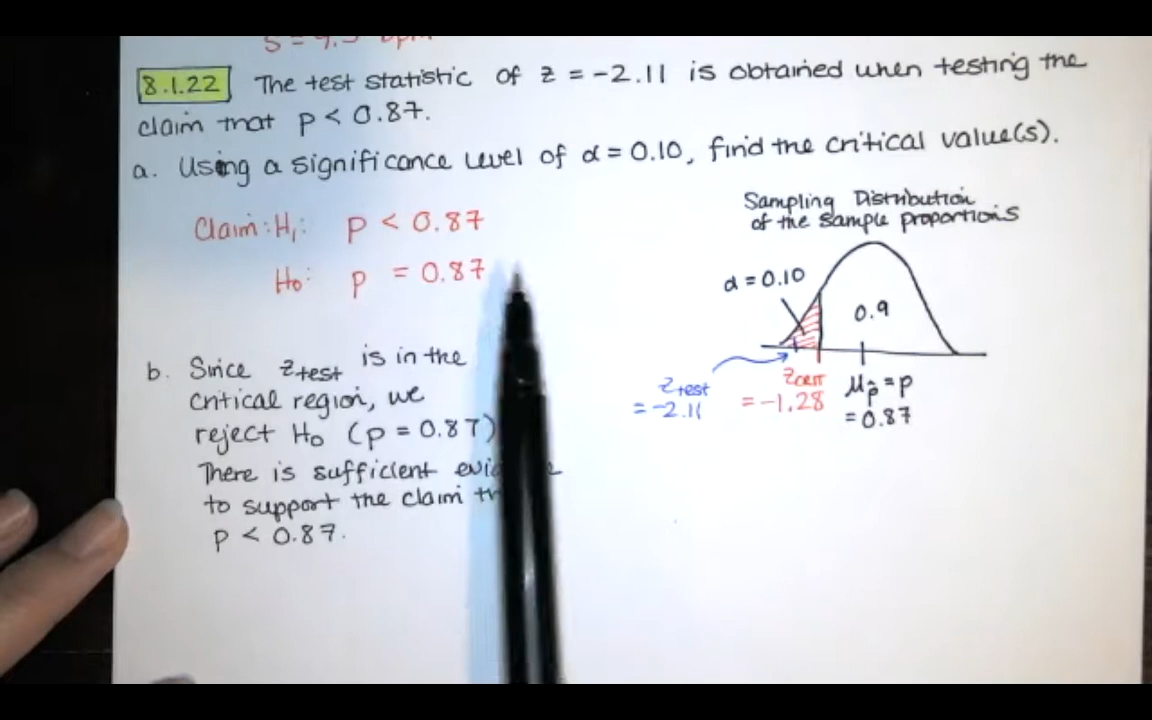 8.1.22 The test statistic of z = -2.11 is obtained when testing the
claim that p < 0.87.
a. Using a significance level of α = 0.10, find the critical value(s).
Claim: H₁: p < 0.87
H₀: p = 0.87
Sampling Distribution
of the sample proportions
α = 0.10
0.9
z test
= -2.11
z crit
= -1.28
μp̂ = p
= 0.87
b. Since z test is in the
critical region, we
reject H₀ (p = 0.87)
There is sufficient
to support the claim
p < 0.87.